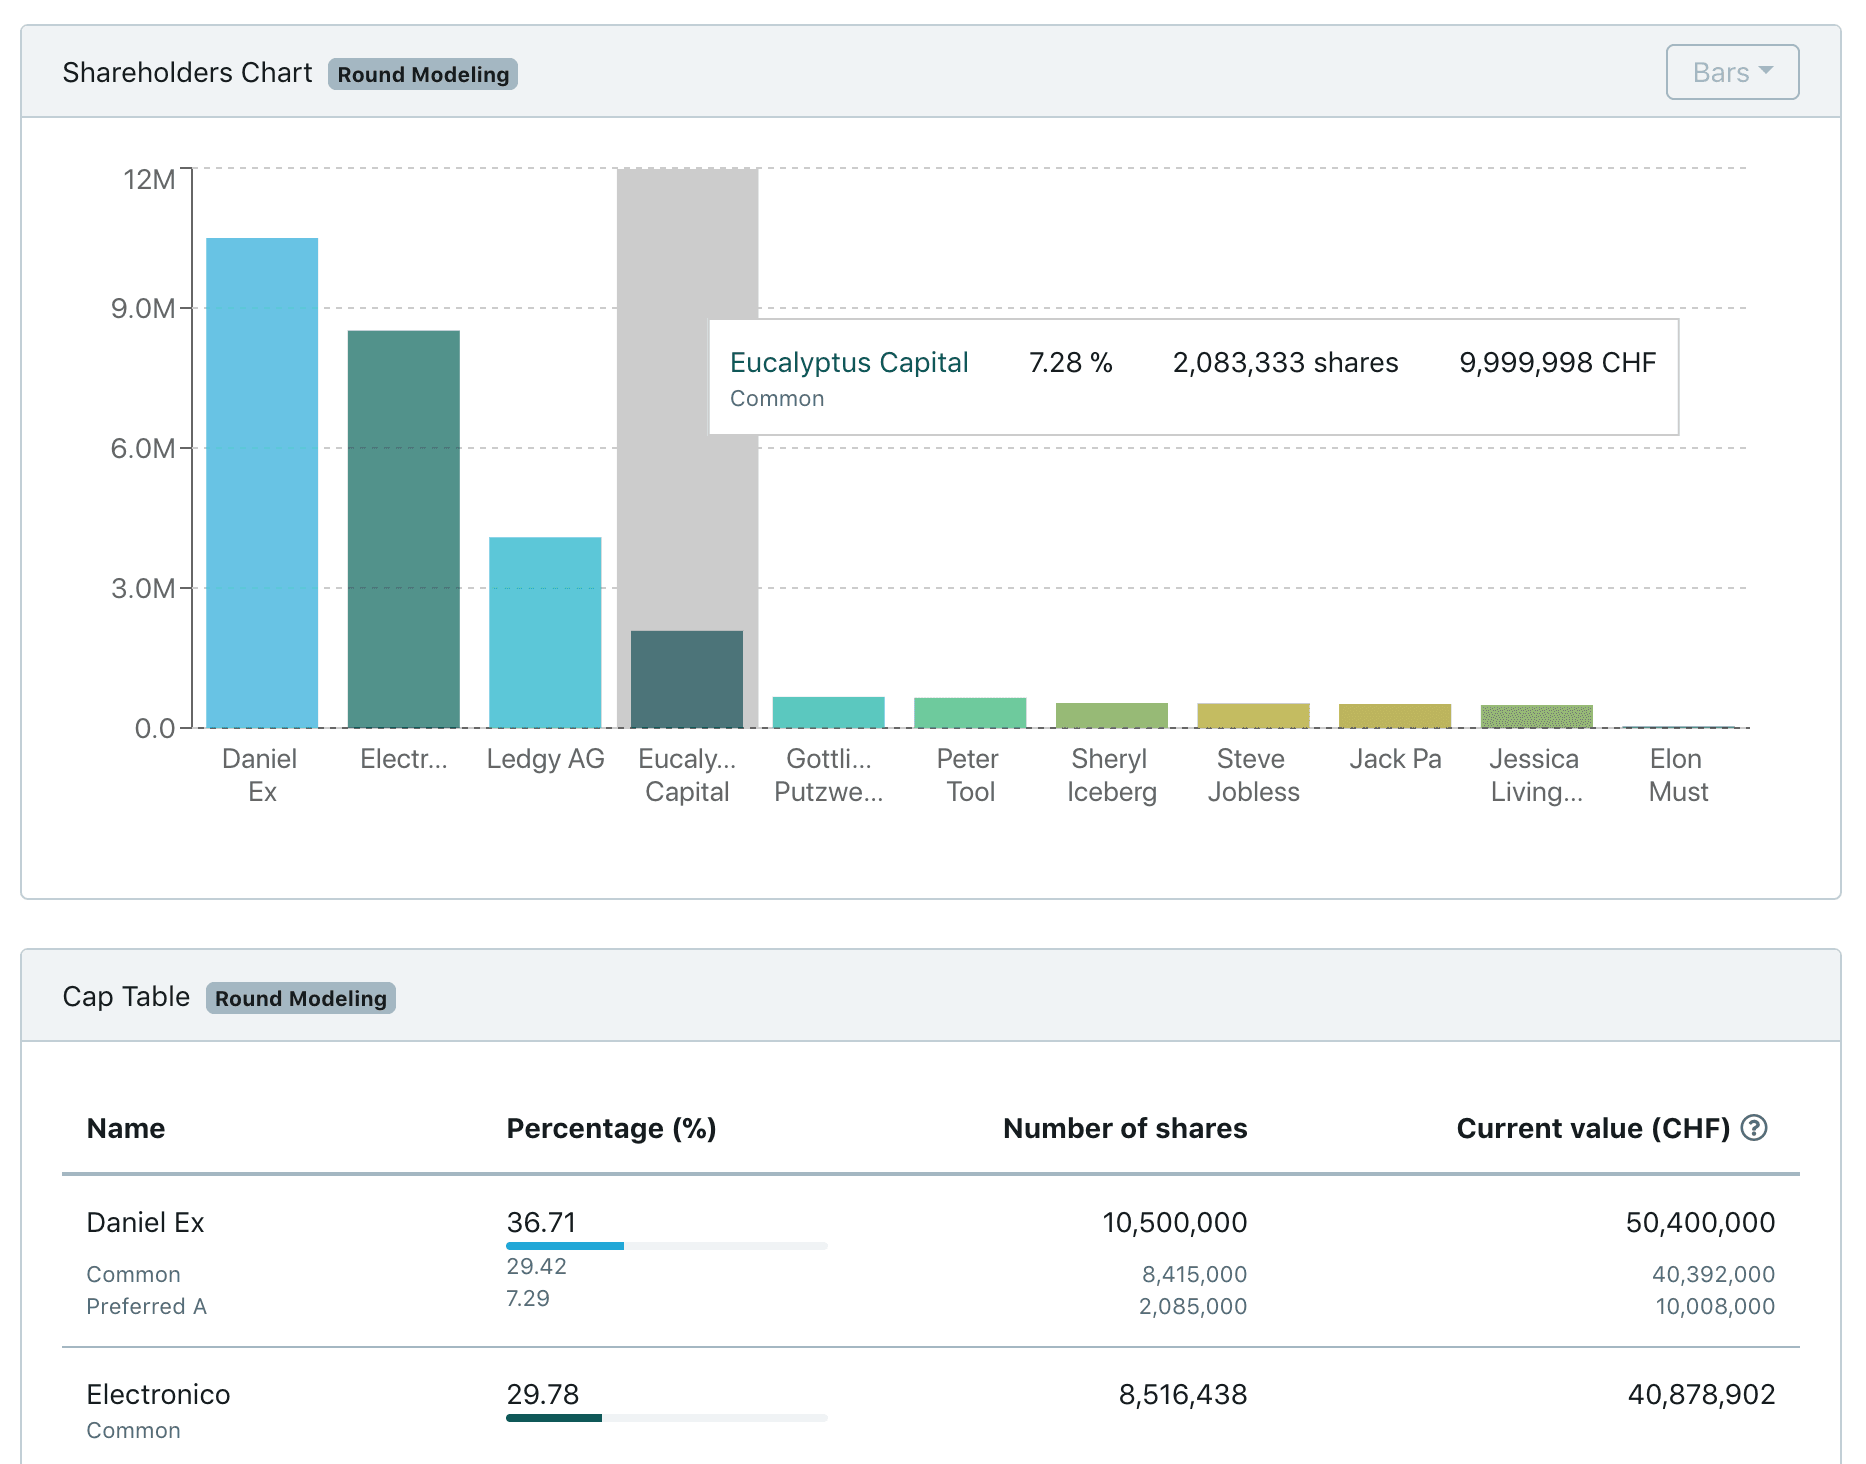 Shareholders Chart Round Modeling Bars
12M
9.0M
6.0M
3.0M
0.0
Eucalyptus Capital 7.28 % 2,083,333 shares 9,999,998 CHF
Common
Daniel Ex
Electr...
Ledgy AG
Eucaly... Capital
Gottli... Putzwe...
Peter Tool
Sheryl Iceberg
Steve Jobless
Jack Pa
Jessica Living...
Elon Must
Cap Table Round Modeling
Name Percentage (%) Number of shares Current value (CHF) ?
Daniel Ex 36.71 10,500,000 50,400,000
Common 29.42 8,415,000 40,392,000
Preferred A 7.29 2,085,000 10,008,000
Electronico 29.78 8,516,438 40,878,902
Common